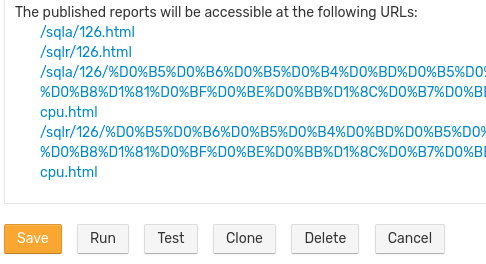 The published reports will be accessible at the following URLs:
/sqla/126.html
/sqlr/126.html
/sqla/126/%D0%B5%D0%B6%D0%B5%D0%B4%D0%BD%D0%B5%D0%
%D0%B8%D1%81%D0%BF%D0%BE%D0%BB%D1%8C%D0%B7%D0%B
cpu.html
/sqlr/126/%D0%B5%D0%B6%D0%B5%D0%B4%D0%BD%D0%B5%D0%
%D0%B8%D1%81%D0%BF%D0%BE%D0%BB%D1%8C%D0%B7%D0%B
cpu.html
Save Run Test Clone Delete Cancel